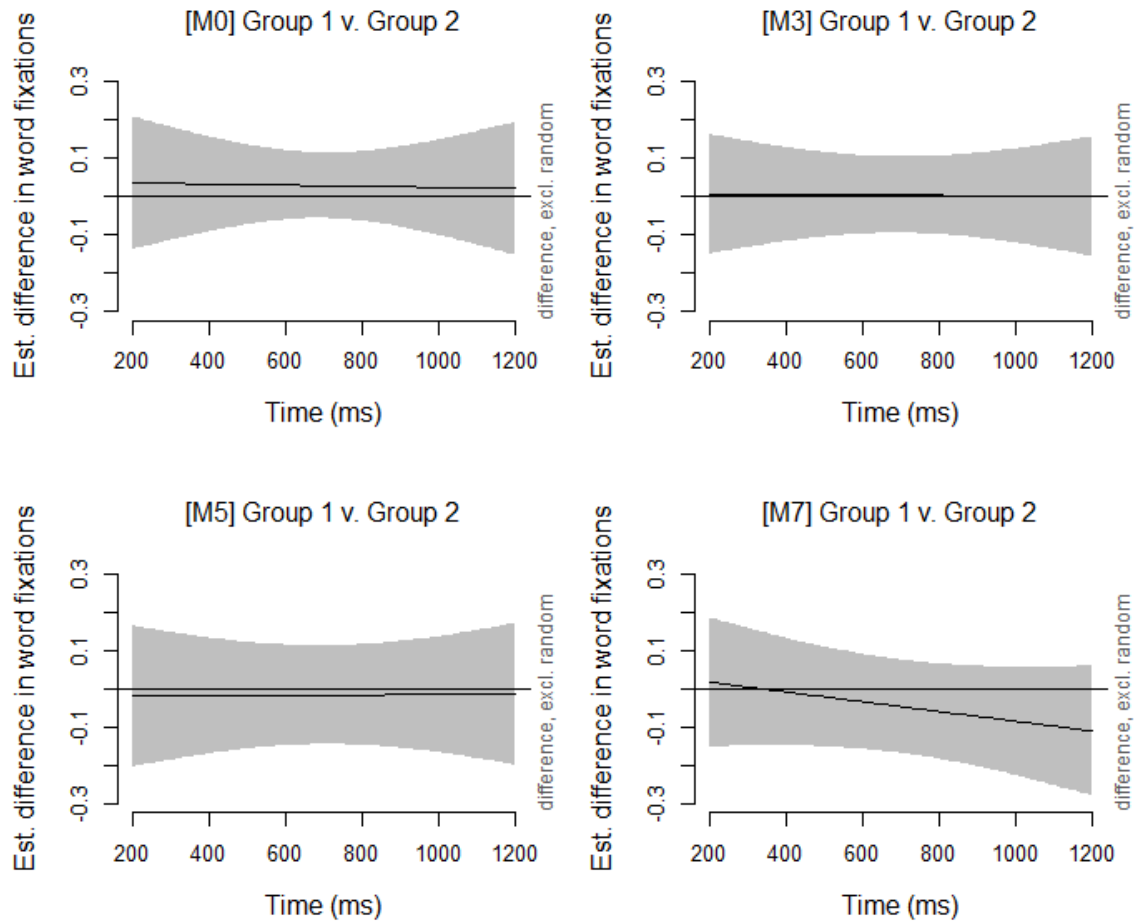 [M0] Group 1 v. Group 2
Est. difference in word fixations
0.3
0.1
-0.1
-0.3
200 400 600 800 1000 1200
Time (ms)
difference, excl. random
[M3] Group 1 v. Group 2
Est. difference in word fixations
0.3
0.1
-0.1
-0.3
200 400 600 800 1000 1200
Time (ms)
difference, excl. random
[M5] Group 1 v. Group 2
Est. difference in word fixations
0.3
0.1
-0.1
-0.3
200 400 600 800 1000 1200
Time (ms)
difference, excl. random
[M7] Group 1 v. Group 2
Est. difference in word fixations
0.3
0.1
-0.1
-0.3
200 400 600 800 1000 1200
Time (ms)
difference, excl. random